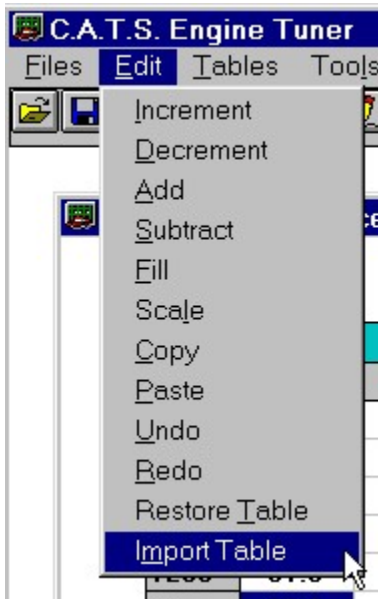 C.A.T.S. Engine Tuner
Files Edit Tables Tools
Increment
Decrement
Add
Subtract
Fill
Scale
Copy
Paste
Undo
Redo
Restore Table
Import Table